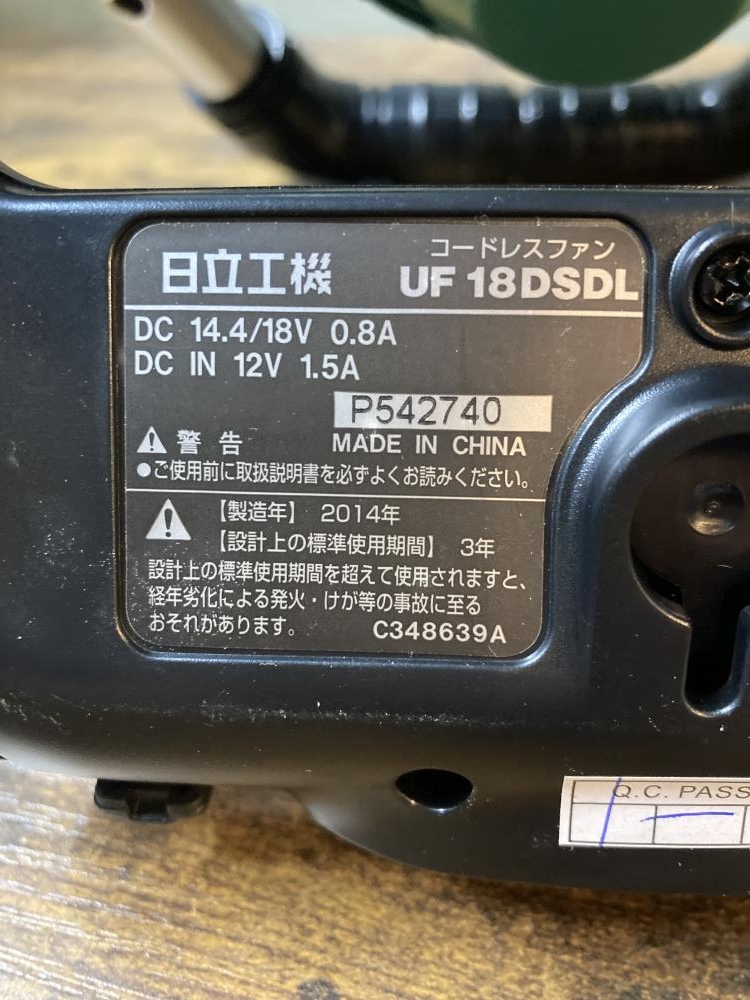 コードレスファン
日立工機 UF 18DSDL
DC 14.4/18V 0.8A
DC IN 12V 1.5A
P542740
警告 MADE IN CHINA
●ご使用前に取扱説明書を必ずよくお読みください。
【製造年】 2014年
【設計上の標準使用期間】 3年
設計上の標準使用期間を超えて使用されますと、
経年劣化による発火・けが等の事故に至る
おそれがあります。 C348639A
Q.C. PASS